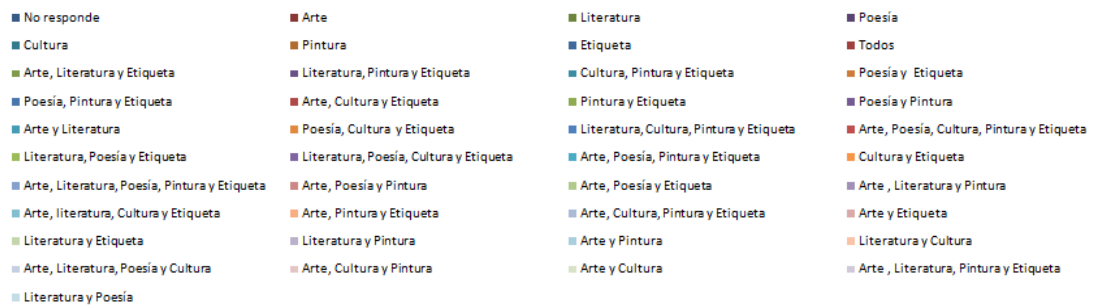 No responde Arte Literatura Poesía
Cultura Pintura Etiqueta Todos
Arte, Literatura y Etiqueta Literatura, Pintura y Etiqueta Cultura, Pintura y Etiqueta Poesía y Etiqueta
Poesía, Pintura y Etiqueta Arte, Cultura y Etiqueta Pintura y Etiqueta Poesía y Pintura
Arte y Literatura Poesía, Cultura y Etiqueta Literatura, Cultura, Pintura y Etiqueta Arte, Poesía, Cultura, Pintura y Etiqueta
Literatura, Poesía y Etiqueta Literatura, Poesía, Cultura y Etiqueta Arte, Poesía, Pintura y Etiqueta Cultura y Etiqueta
Arte, Literatura, Poesía, Pintura y Etiqueta Arte, Poesía y Pintura Arte, Poesía y Etiqueta Arte , Literatura y Pintura
Arte, literatura, Cultura y Etiqueta Arte, Pintura y Etiqueta Arte, Cultura, Pintura y Etiqueta Arte y Etiqueta
Literatura y Etiqueta Literatura y Pintura Arte y Pintura Literatura y Cultura
Arte, Literatura, Poesía y Cultura Arte, Cultura y Pintura Arte y Cultura Arte , Literatura, Pintura y Etiqueta
Literatura y Poesía